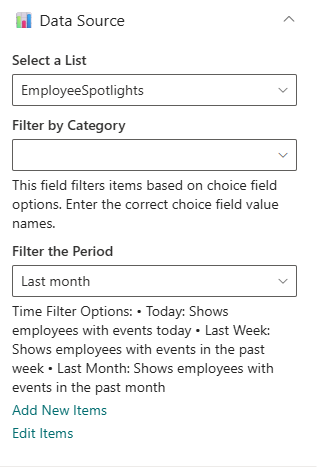 Data Source
Select a List
EmployeeSpotlights
Filter by Category
This field filters items based on choice field
options. Enter the correct choice field value
names.
Filter the Period
Last month
Time Filter Options: • Today: Shows
employees with events today • Last Week:
Shows employees with events in the past
week • Last Month: Shows employees with
events in the past month
Add New Items
Edit Items